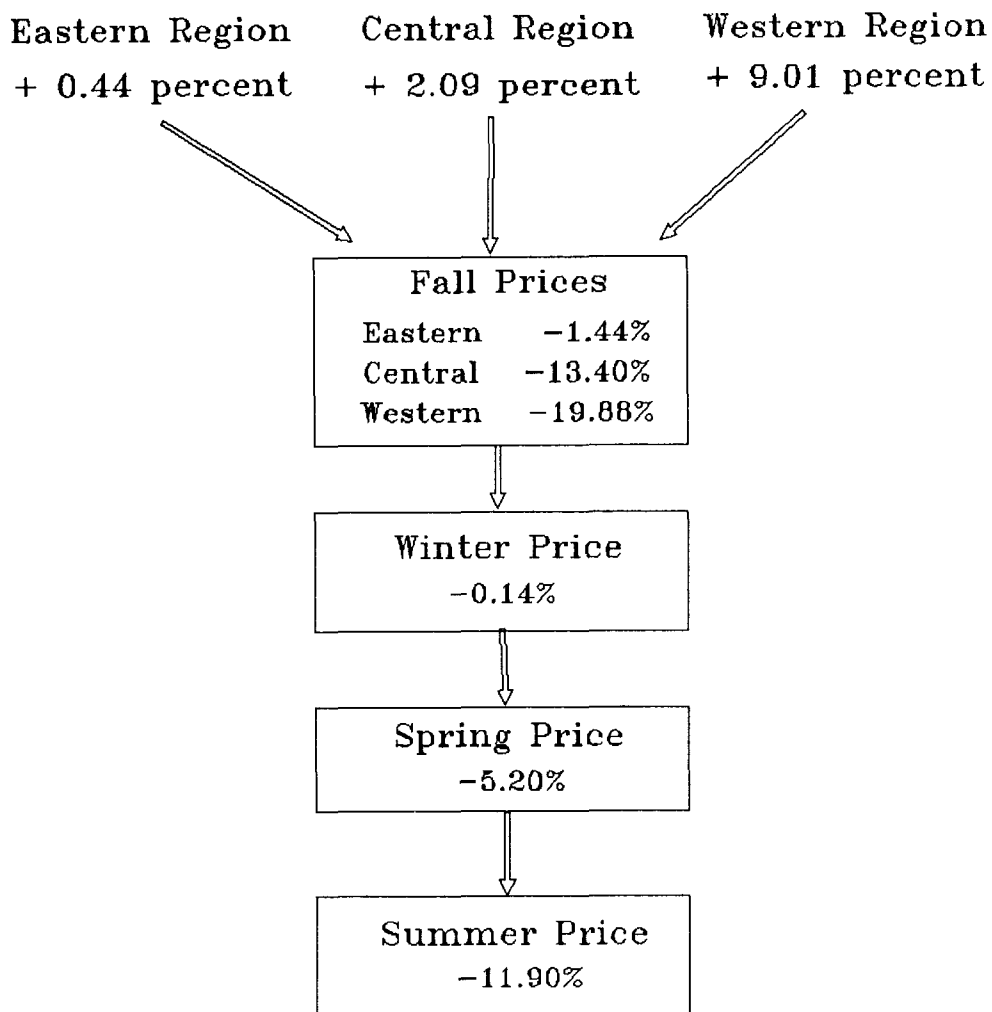 Eastern Region
+ 0.44 percent
Central Region
+ 2.09 percent
Western Region
+ 9.01 percent
Fall Prices
Eastern −1.44%
Central −13.40%
Western −19.88%
Winter Price
−0.14%
Spring Price
−5.20%
Summer Price
−11.90%